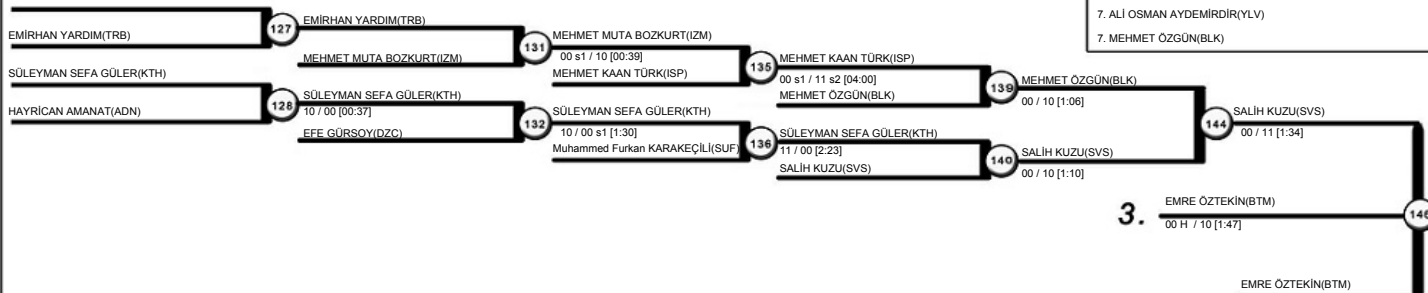 7. ALİ OSMAN AYDEMİRDİR(YLV)
7. MEHMET ÖZGÜN(BLK)
EMİRHAN YARDIM(TRB)
127
SÜLEYMAN SEFA GÜLER(KTH)
HAYRİCAN AMANAT(ADN)
128
EMİRHAN YARDIM(TRB)
MEHMET MUTA BOZKURT(IZM)
131
SÜLEYMAN SEFA GÜLER(KTH)
10 / 00 [00:37]
EFE GÜRSOY(DZC)
132
MEHMET MUTA BOZKURT(IZM)
00 s1 / 10 [00:39]
MEHMET KAAN TÜRK(ISP)
135
SÜLEYMAN SEFA GÜLER(KTH)
10 / 00 s1 [1:30]
Muhammed Furkan KARAKEÇİLİ(SUF)
136
MEHMET KAAN TÜRK(ISP)
00 s1 / 11 s2 [04:00]
MEHMET ÖZGÜN(BLK)
139
SÜLEYMAN SEFA GÜLER(KTH)
11 / 00 [2:23]
SALİH KUZU(SVS)
140
MEHMET ÖZGÜN(BLK)
00 / 10 [1:06]
SALİH KUZU(SVS)
00 / 10 [1:10]
144
SALİH KUZU(SVS)
00 / 11 [1:34]
3.
EMRE ÖZTEKİN(BTM)
00 H / 10 [1:47]
146
EMRE ÖZTEKİN(BTM)